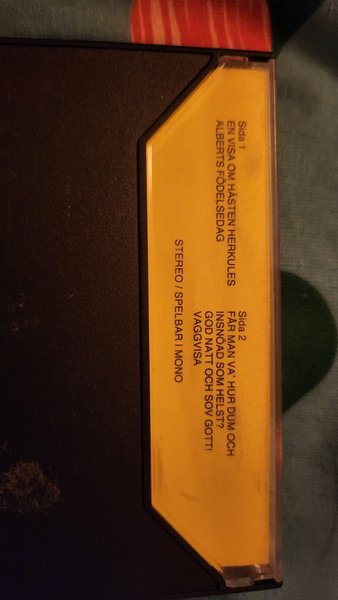 Sida 1
EN VISA OM HÄSTEN HERKULES
ALBERTS FÖDELSEDAG
Sida 2
FÅR MAN VA' HUR DUM OCH
INSNÖAD SOM HELST?
GOD NATT OCH SOV GOTT!
VAGGVISA
STEREO / SPELBAR I MONO